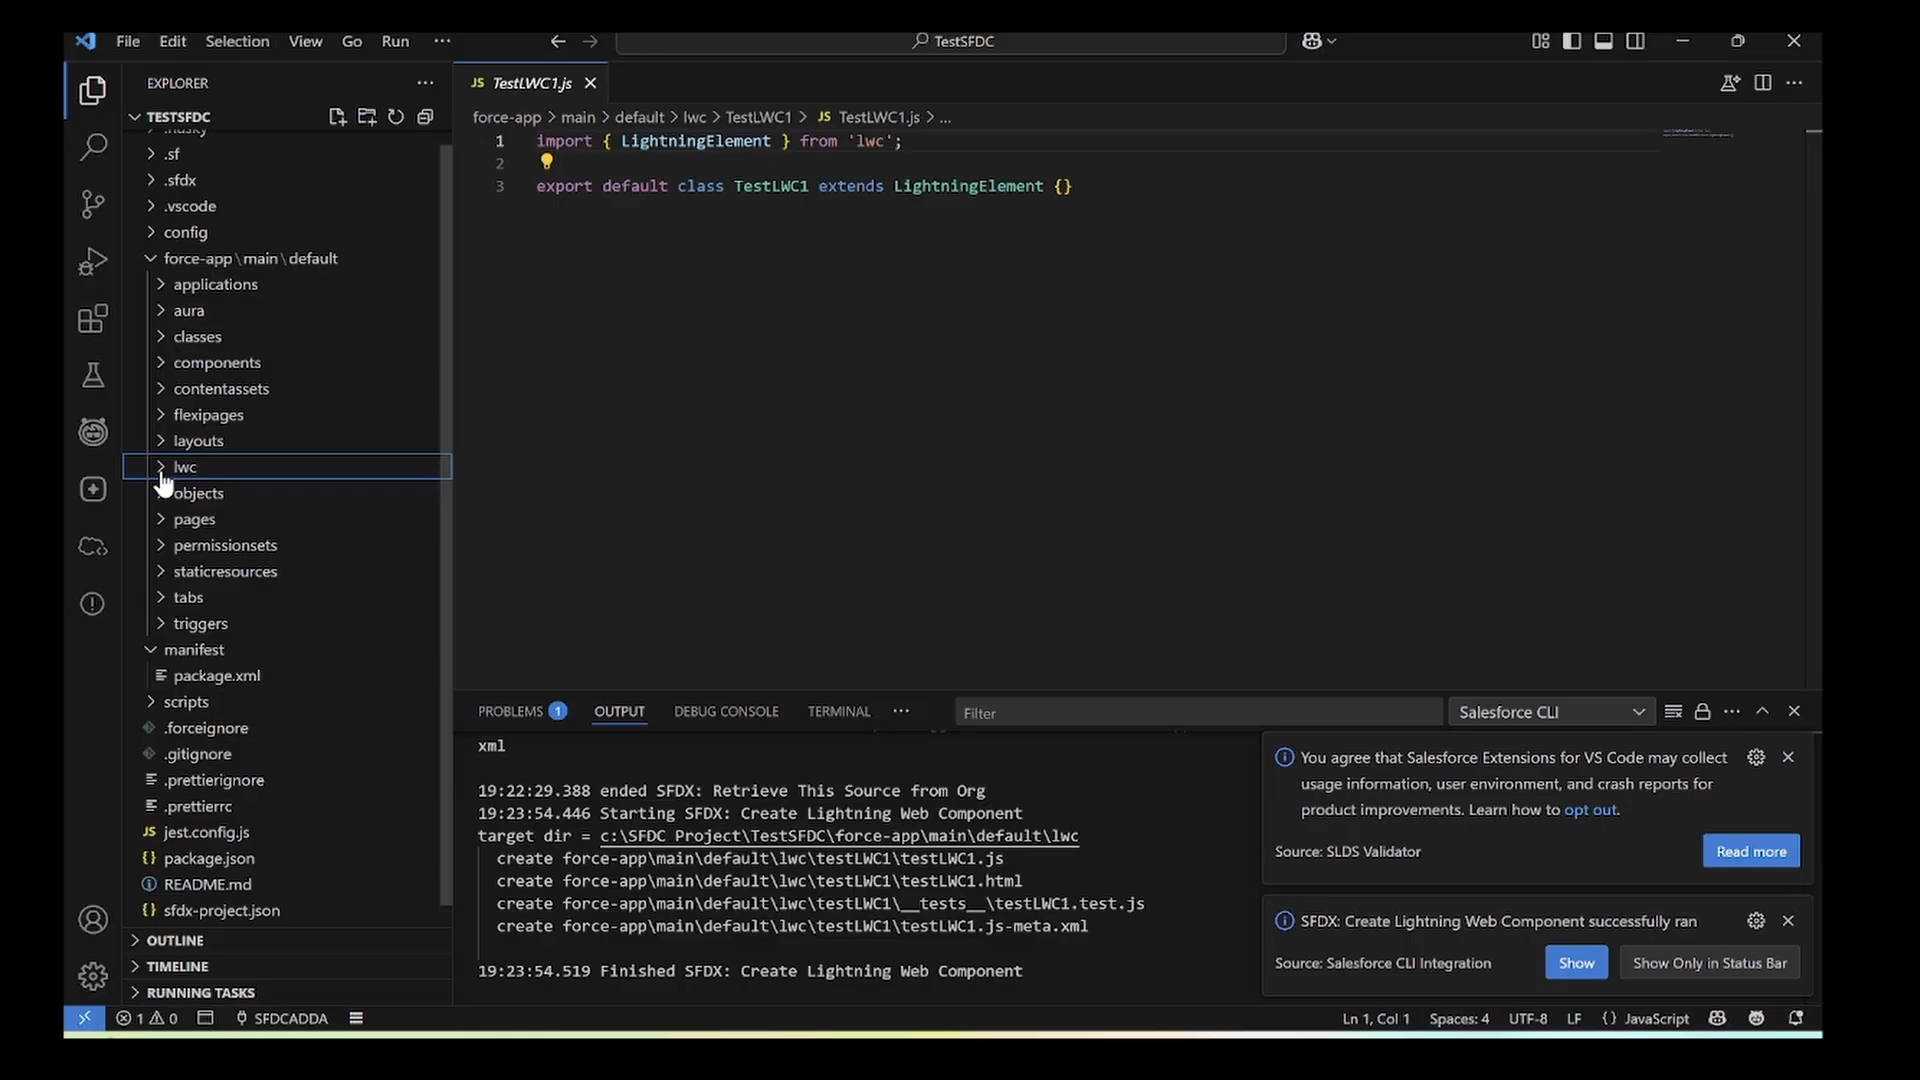 File Edit Selection View Go Run ···
TestSFDC
EXPLORER
TESTSFDC
.husky
.sf
.sfdx
.vscode
config
force-app\main\default
applications
aura
classes
components
contentassets
flexipages
layouts
lwc
objects
pages
permissionsets
staticresources
tabs
triggers
manifest
package.xml
scripts
.forceignore
.gitignore
.prettierignore
.prettierrc
JS jest.config.js
{} package.json
README.md
{} sfdx-project.json
OUTLINE
TIMELINE
RUNNING TASKS
JS TestLWC1.js
force-app > main > default > lwc > TestLWC1 > JS TestLWC1.js > ...
1 import { LightningElement } from 'lwc';
2
3 export default class TestLWC1 extends LightningElement {}
PROBLEMS 1 OUTPUT DEBUG CONSOLE TERMINAL ··· Filter Salesforce CLI
xml
19:22:29.388 ended SFDX: Retrieve This Source from Org
19:23:54.446 Starting SFDX: Create Lightning Web Component
target dir = c:\SFDC Project\TestSFDC\force-app\main\default\lwc
create force-app\main\default\lwc\testLWC1\testLWC1.js
create force-app\main\default\lwc\testLWC1\testLWC1.html
create force-app\main\default\lwc\testLWC1\__tests__\testLWC1.test.js
create force-app\main\default\lwc\testLWC1\testLWC1.js-meta.xml
19:23:54.519 Finished SFDX: Create Lightning Web Component
You agree that Salesforce Extensions for VS Code may collect
usage information, user environment, and crash reports for
product improvements. Learn how to opt out.
Source: SLDS Validator
Read more
SFDX: Create Lightning Web Component successfully ran
Source: Salesforce CLI Integration
Show
Show Only in Status Bar
1 0 SFDCADDA
Ln 1, Col 1 Spaces: 4 UTF-8 LF {} JavaScript